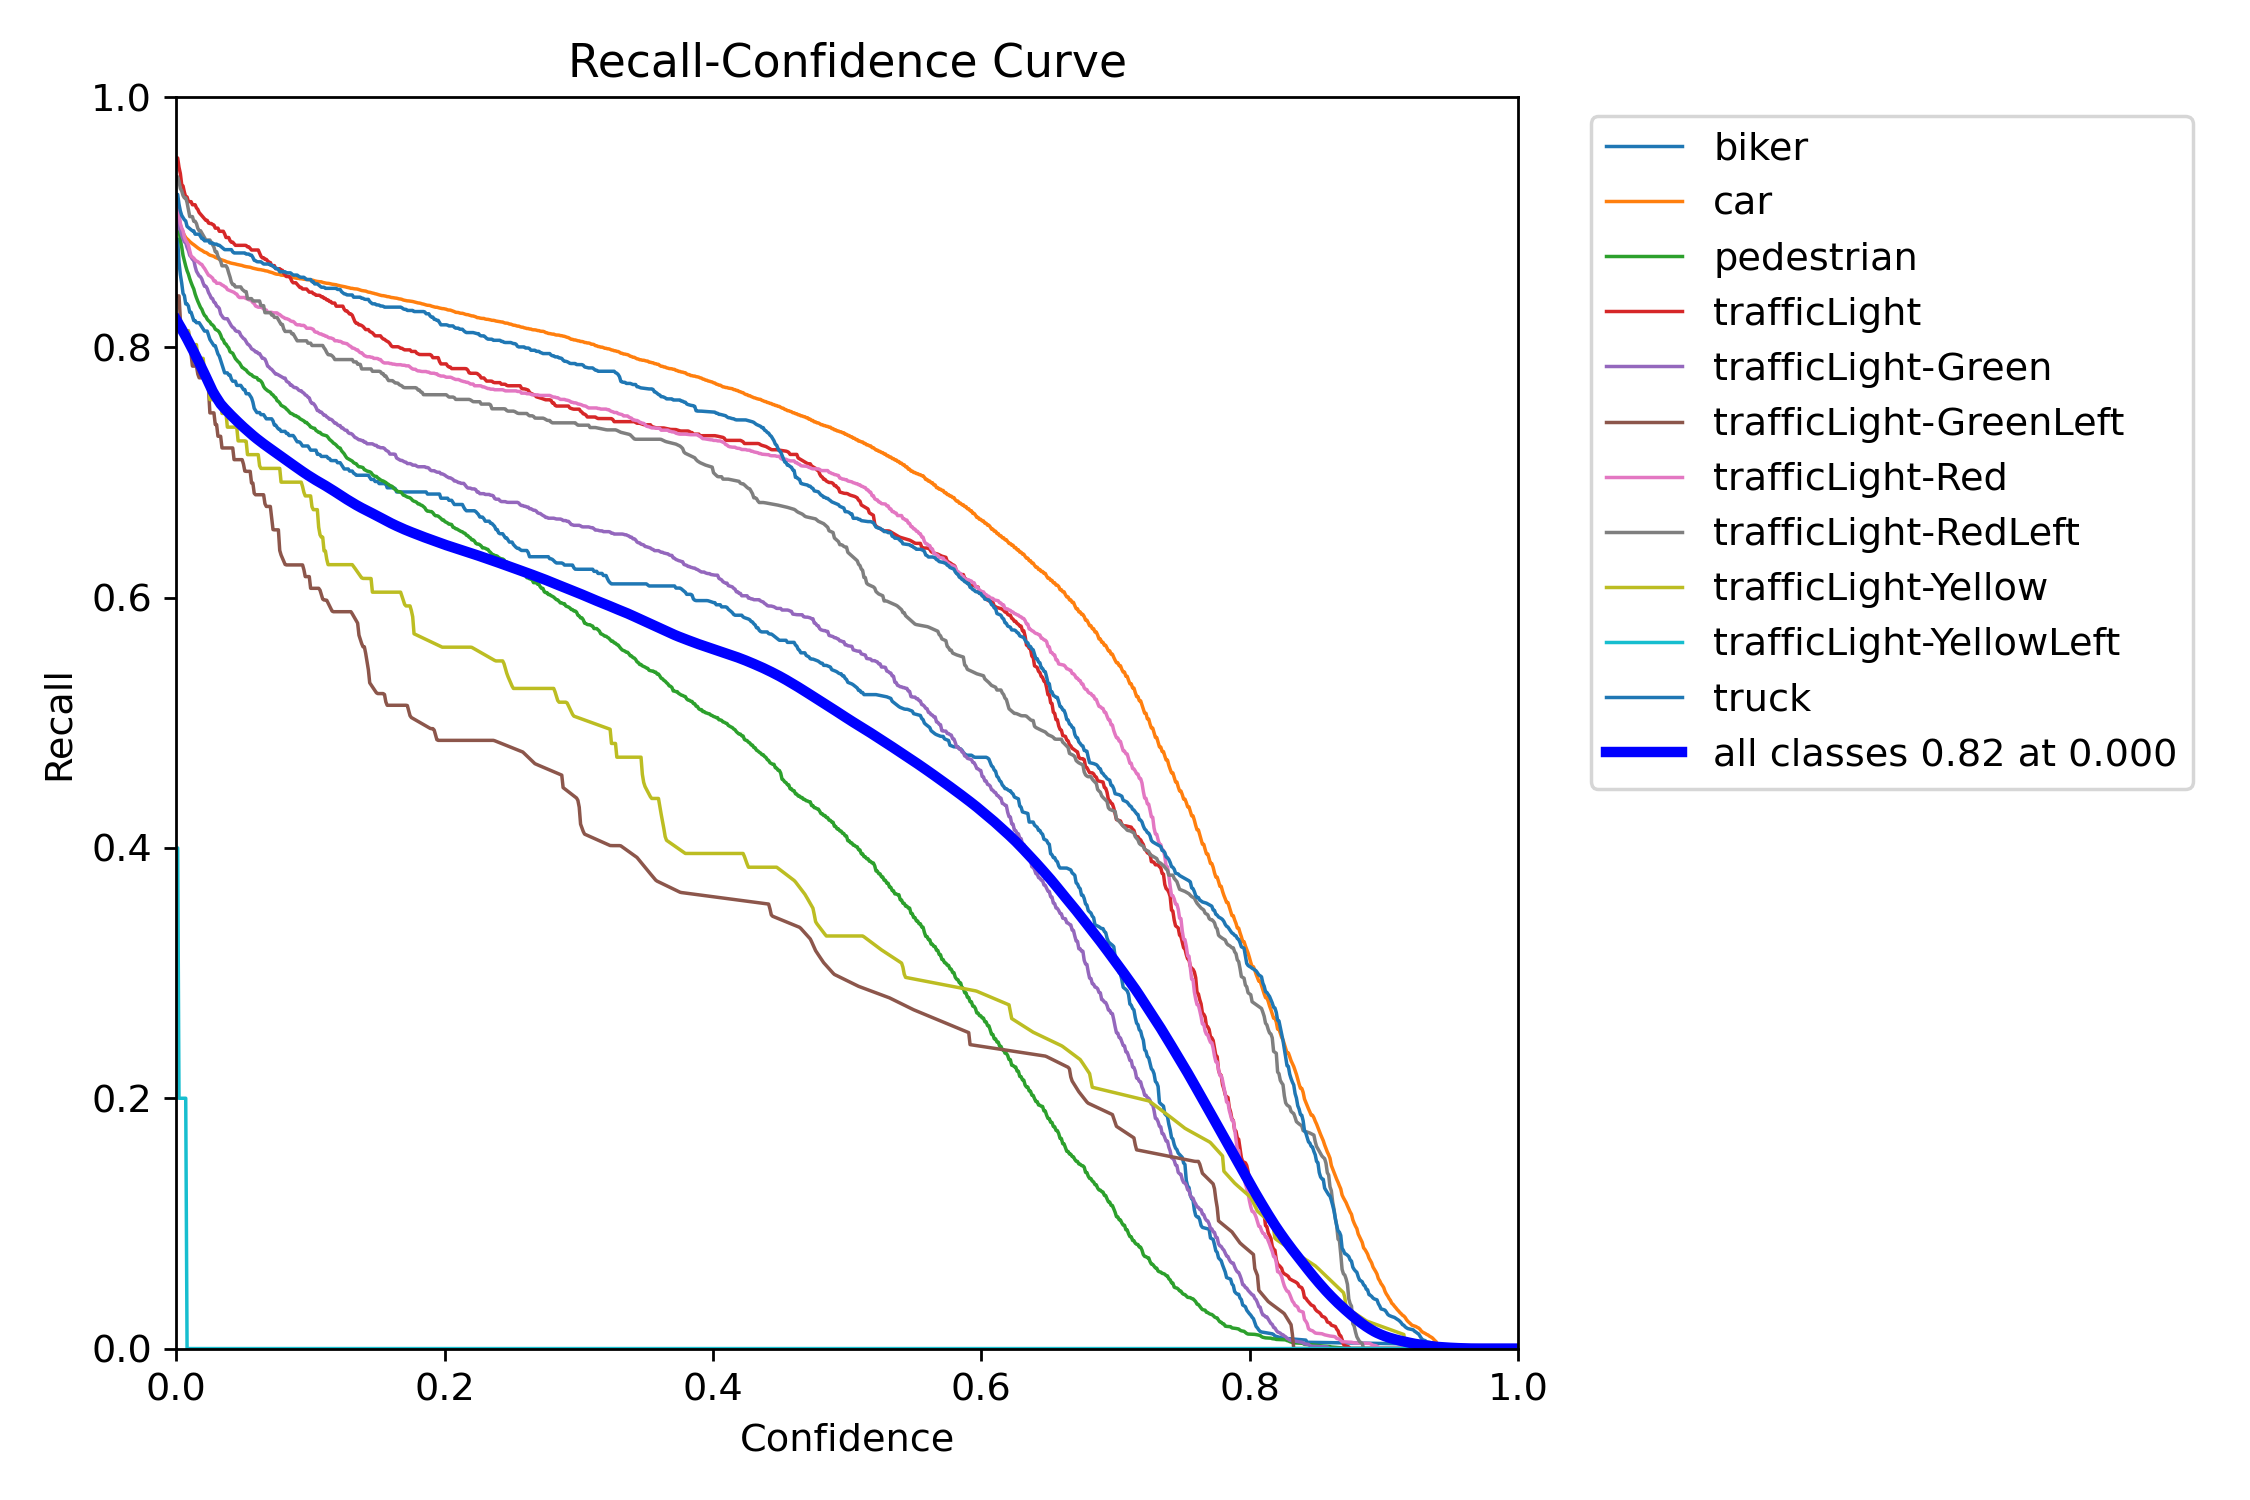 Recall-Confidence Curve
1.0
0.8
0.6
0.4
0.2
0.0
Recall
0.0 0.2 0.4 0.6 0.8 1.0
Confidence
biker
car
pedestrian
trafficLight
trafficLight-Green
trafficLight-GreenLeft
trafficLight-Red
trafficLight-RedLeft
trafficLight-Yellow
trafficLight-YellowLeft
truck
all classes 0.82 at 0.000